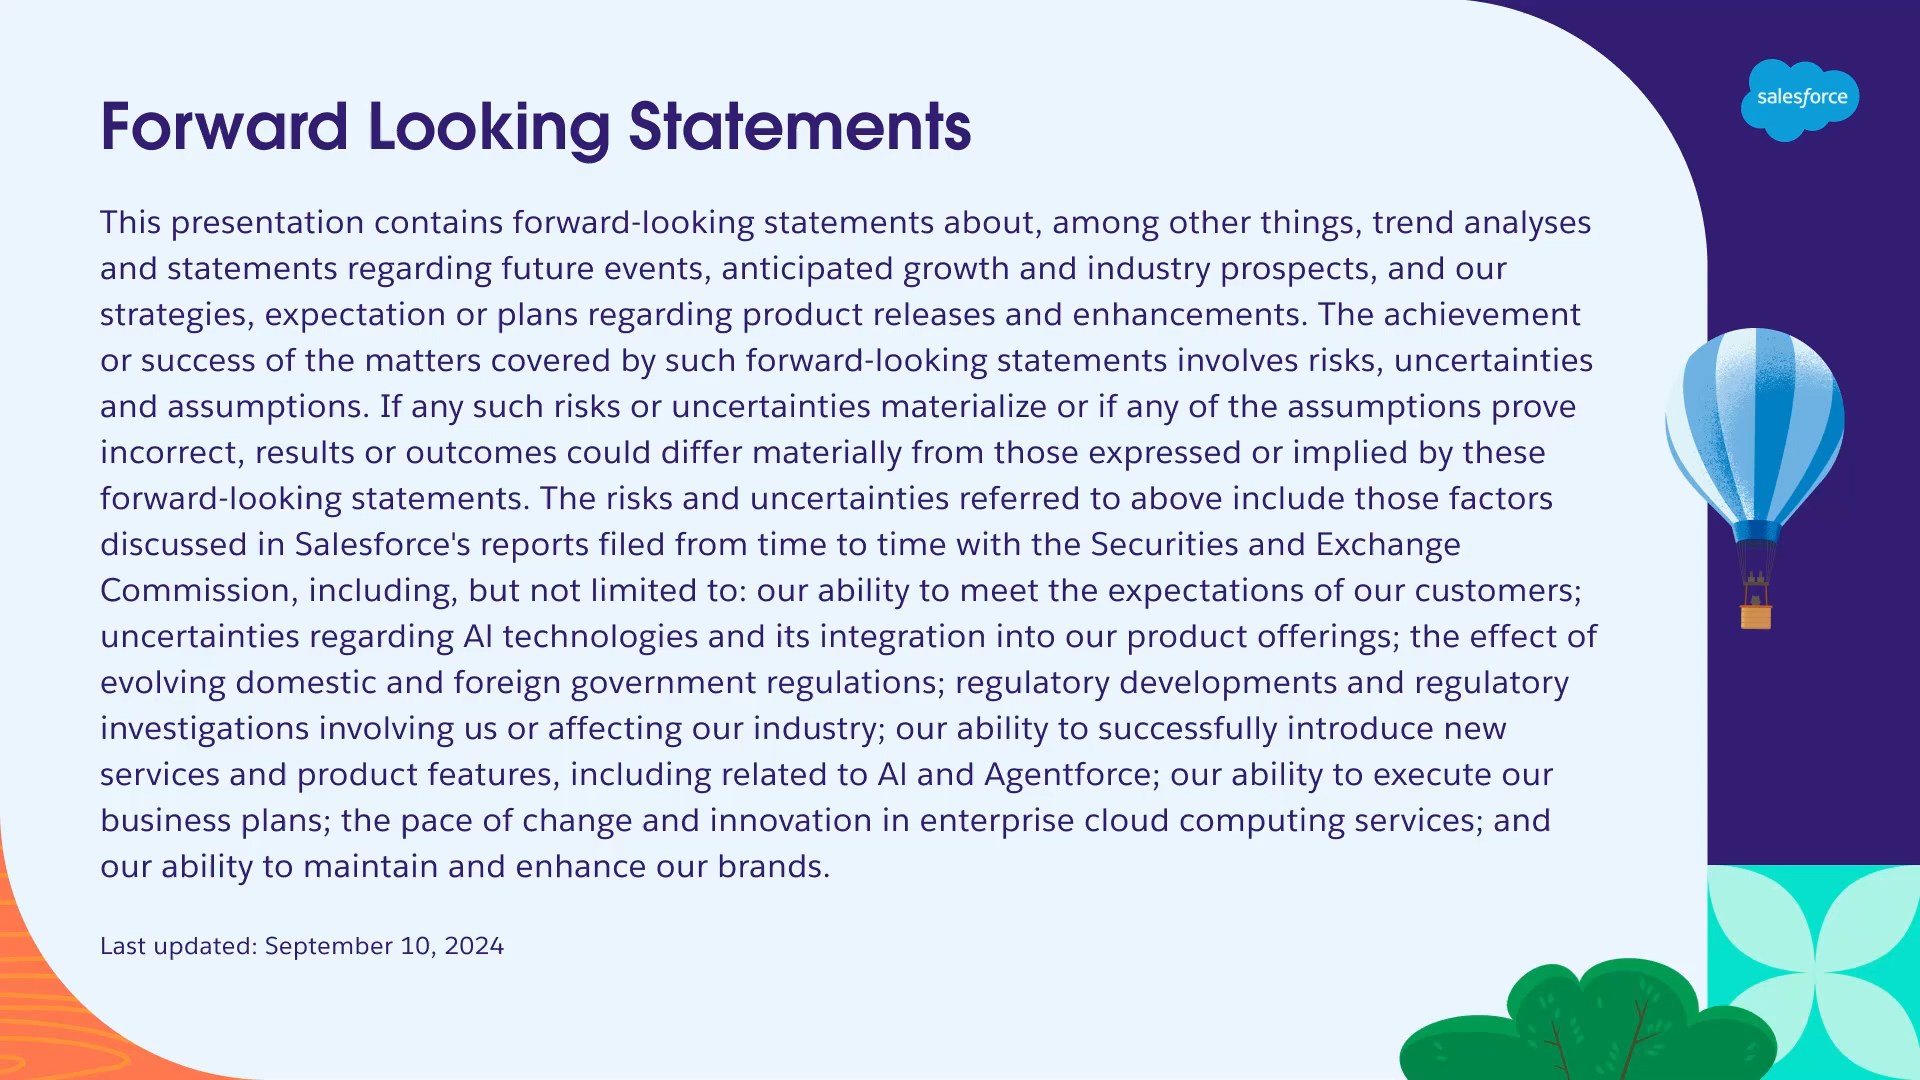 Forward Looking Statements
salesforce
This presentation contains forward-looking statements about, among other things, trend analyses
and statements regarding future events, anticipated growth and industry prospects, and our
strategies, expectation or plans regarding product releases and enhancements. The achievement
or success of the matters covered by such forward-looking statements involves risks, uncertainties
and assumptions. If any such risks or uncertainties materialize or if any of the assumptions prove
incorrect, results or outcomes could differ materially from those expressed or implied by these
forward-looking statements. The risks and uncertainties referred to above include those factors
discussed in Salesforce's reports filed from time to time with the Securities and Exchange
Commission, including, but not limited to: our ability to meet the expectations of our customers;
uncertainties regarding AI technologies and its integration into our product offerings; the effect of
evolving domestic and foreign government regulations; regulatory developments and regulatory
investigations involving us or affecting our industry; our ability to successfully introduce new
services and product features, including related to AI and Agentforce; our ability to execute our
business plans; the pace of change and innovation in enterprise cloud computing services; and
our ability to maintain and enhance our brands.
Last updated: September 10, 2024